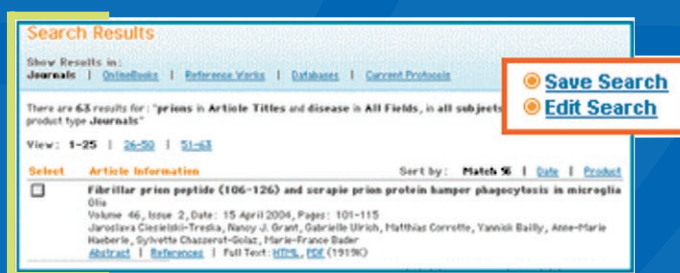 Search Results
Show Results in:
Journals | OnlineBooks | Reference Works | Databases | Current Protocols
Save Search
Edit Search
There are 63 results for: "prions in Article Titles and disease in All Fields, in all subjects
product type Journals"
View: 1-25 | 26-50 | 51-63
Select Article Information Sort by: Match % | Date | Product
Fibrillar prion peptide (106-126) and scrapie prion protein hamper phagocytosis in microglia
Glia
Volume 46, Issue 2, Date: 15 April 2004, Pages: 101-115
Jaroslava Ciesielski-Treska, Nancy J. Grant, Gabrielle Ulrich, Matthias Corrotte, Yannick Bailly, Anne-Marie
Haeberle, Sylvette Chasserot-Golaz, Marie-France Bader
Abstract | References | Full Text: HTML, PDF (1919K)